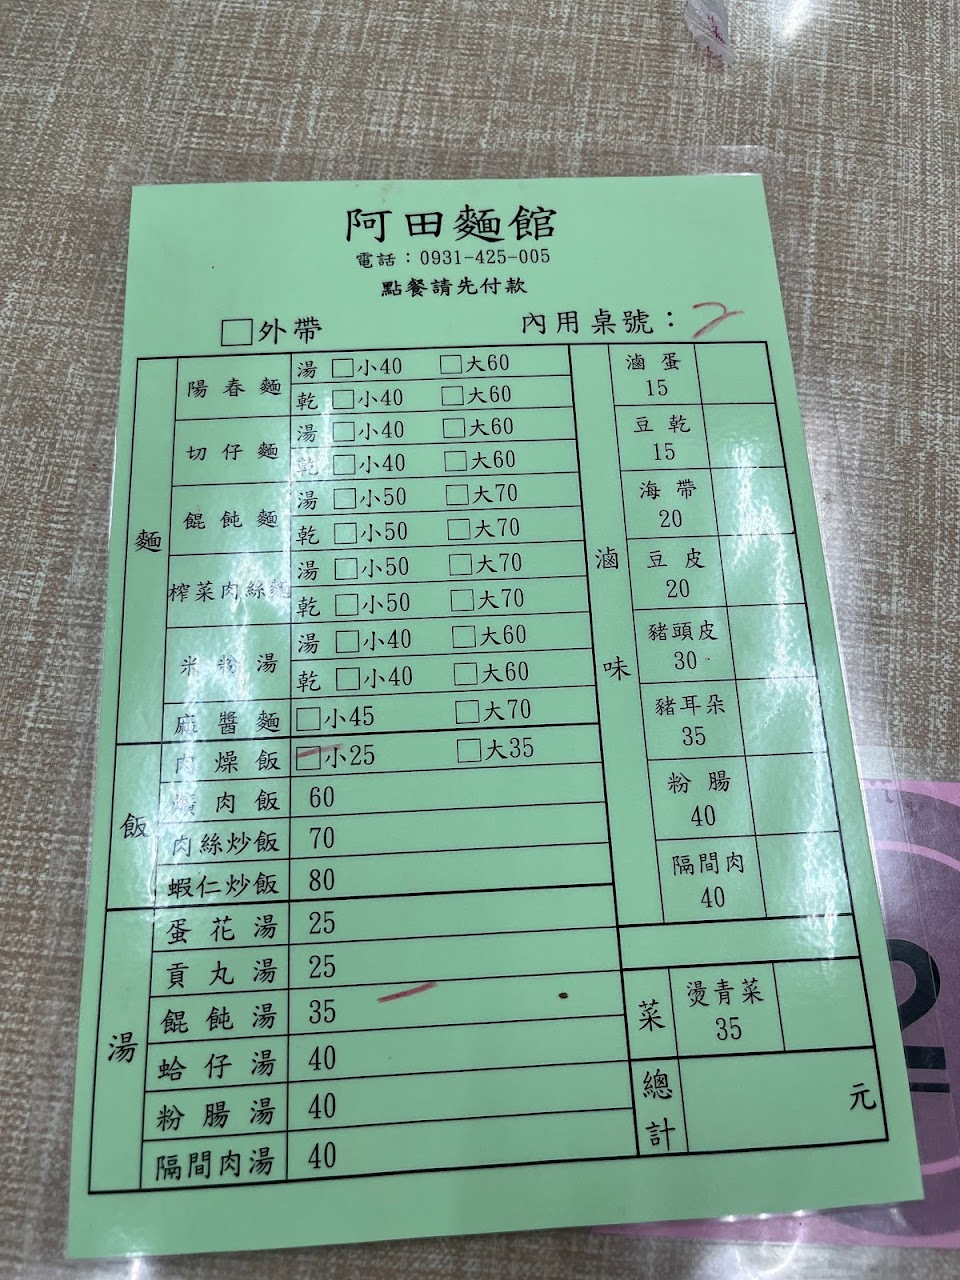 阿田麵館
電話：0931-425-005
點餐請先付款
□外帶 內用桌號：2
麵
陽春麵 湯 □小40 □大60
乾 □小40 □大60
切仔麵 湯 □小40 □大60
乾 □小40 □大60
餛飩麵 湯 □小50 □大70
乾 □小50 □大70
榨菜肉絲麵 湯 □小50 □大70
乾 □小50 □大70
米粉湯 湯 □小40 □大60
乾 □小40 □大60
麻醬麵 □小45 □大70
飯
肉燥飯 □小25 □大35
爌肉飯 60
肉絲炒飯 70
蝦仁炒飯 80
湯
蛋花湯 25
貢丸湯 25
餛飩湯 35
蛤仔湯 40
粉腸湯 40
隔間肉湯 40
滷味
滷蛋
15
豆乾
15
海帶
20
豆皮
20
豬頭皮
30
豬耳朵
35
粉腸
40
隔間肉
40
菜
燙青菜
35
總計 元
2